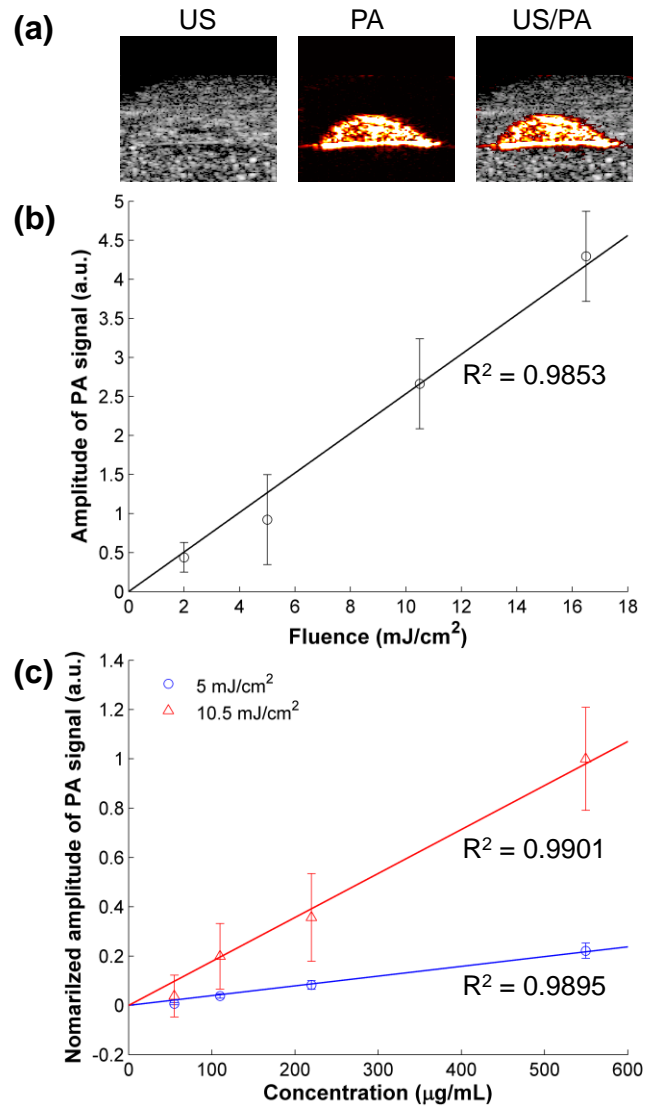 (a)
US
PA
US/PA
(b)
Amplitude of PA signal (a.u.)
5
4.5
4
3.5
3
2.5
2
1.5
1
0.5
0
R² = 0.9853
0 2 4 6 8 10 12 14 16 18
Fluence (mJ/cm²)
(c)
Nomarilzed amplitude of PA signal (a.u.)
1.4
1.2
1
0.8
0.6
0.4
0.2
0
-0.2
5 mJ/cm²
10.5 mJ/cm²
R² = 0.9901
R² = 0.9895
0 100 200 300 400 500 600
Concentration (μg/mL)